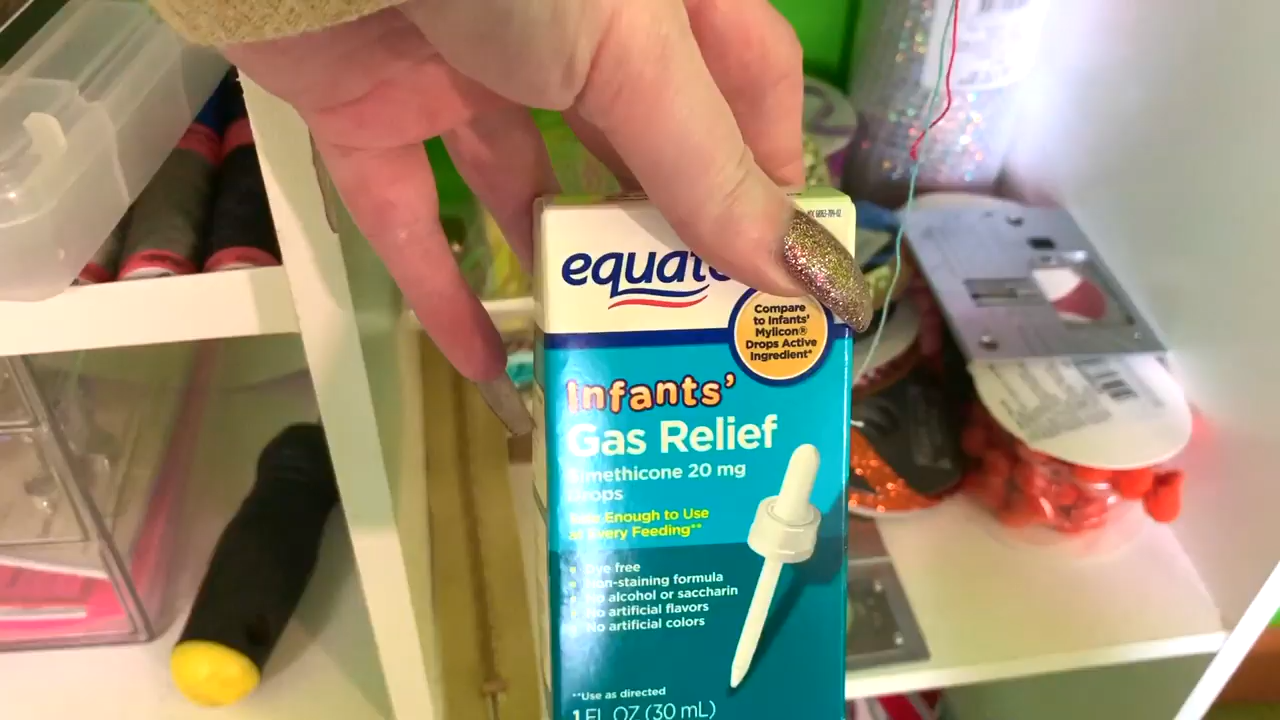 equate
Compare
to Infants'
Mylicon®
Drops Active
Ingredient*
Infants'
Gas Relief
Simethicone 20 mg
Drops
Enough to Use
at Every Feeding**
Dye free
Non-staining formula
No alcohol or saccharin
No artificial flavors
No artificial colors
**Use as directed
1 FL OZ (30 mL)